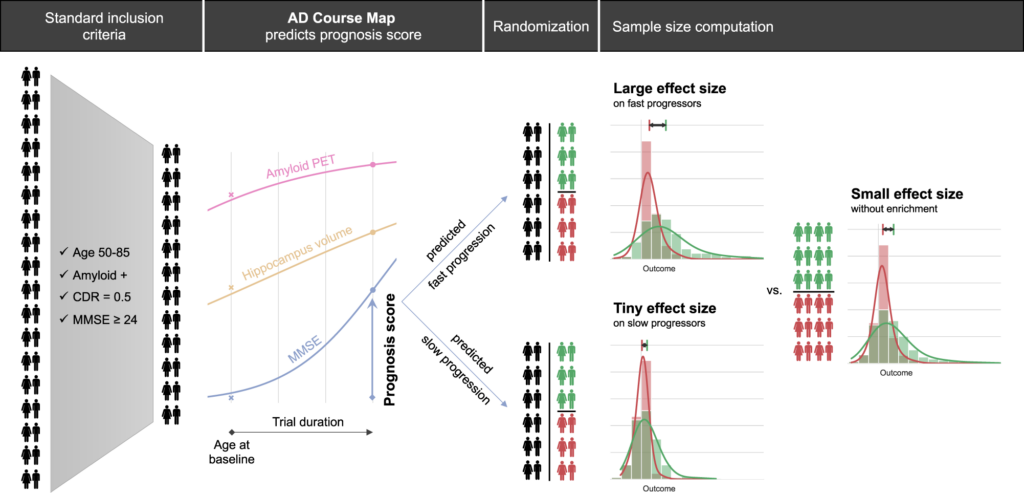 Standard inclusion
criteria
AD Course Map
predicts prognosis score
Randomization
Sample size computation
✓ Age 50-85
✓ Amyloid +
✓ CDR = 0.5
✓ MMSE ≥ 24
Amyloid PET
Hippocampus volume
MMSE
Prognosis score
Trial duration
Age at
baseline
predicted
fast progression
predicted
slow progression
Large effect size
on fast progressors
Outcome
Tiny effect size
on slow progressors
Outcome
vs.
Small effect size
without enrichment
Outcome